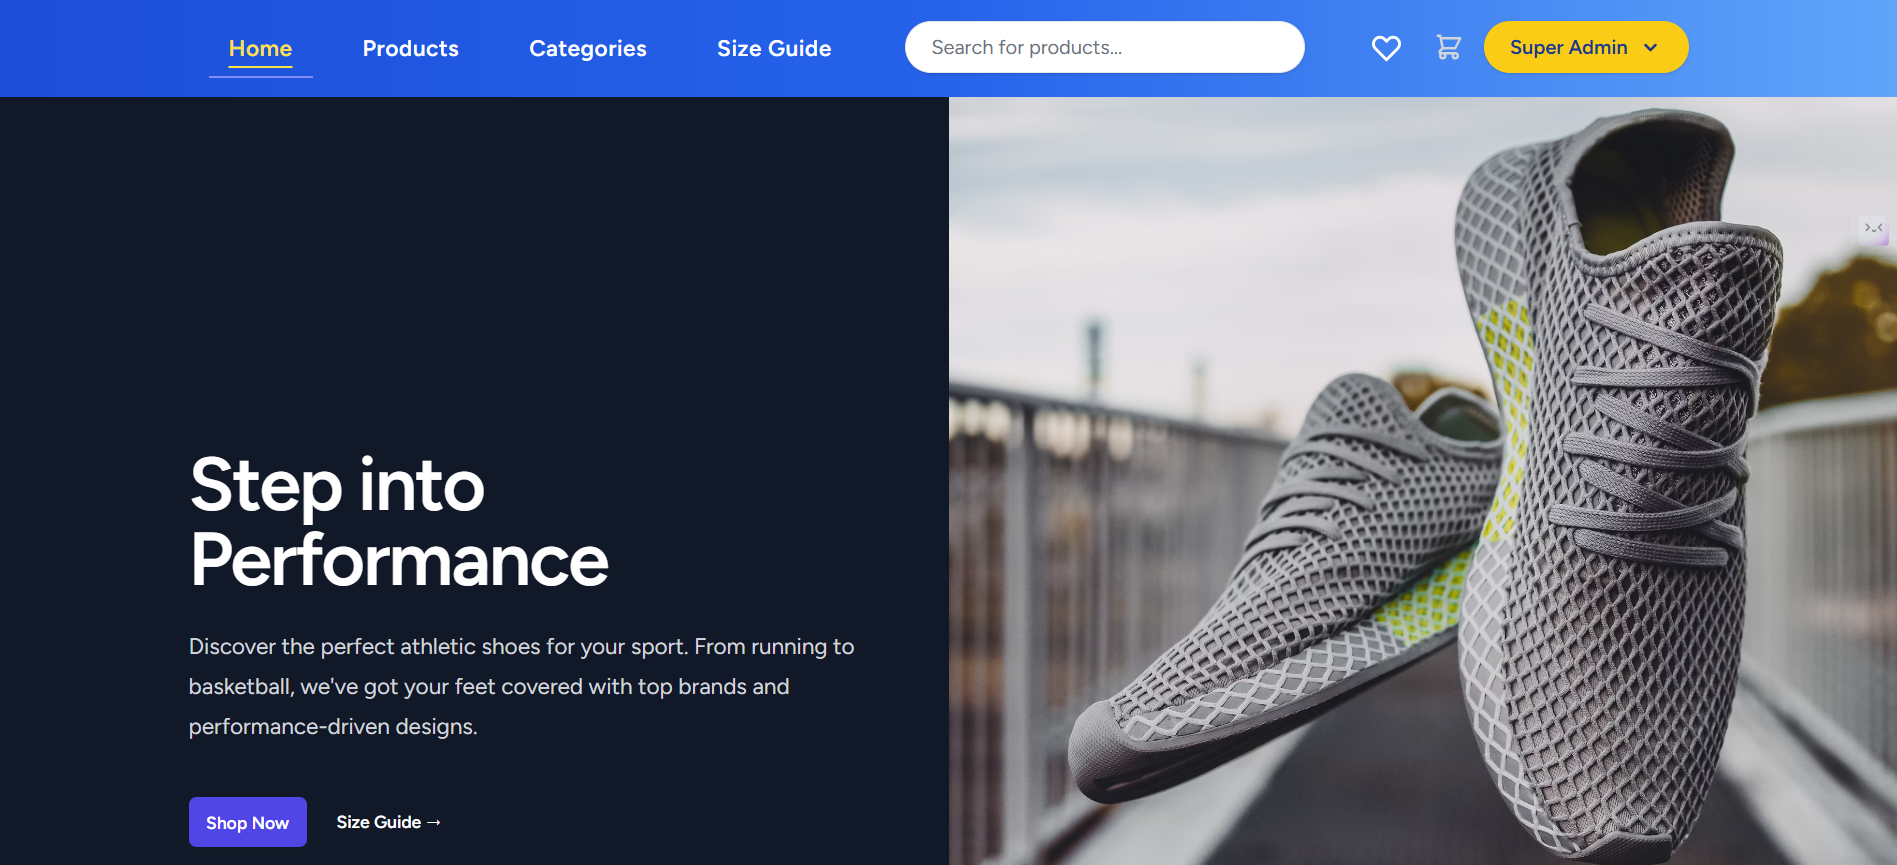 Home Products Categories Size Guide Search for products... Super Admin
Step into
Performance
Discover the perfect athletic shoes for your sport. From running to
basketball, we've got your feet covered with top brands and
performance-driven designs.
Shop Now Size Guide →